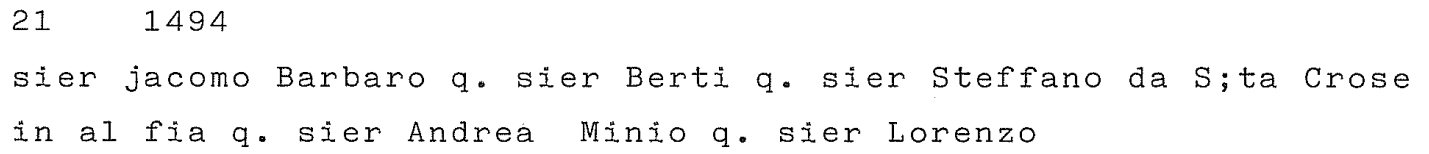 21     1494
sier jacomo Barbaro q. sier Berti q. sier Steffano da S;ta Crose
in al fia q. sier Andrea  Minio q. sier Lorenzo